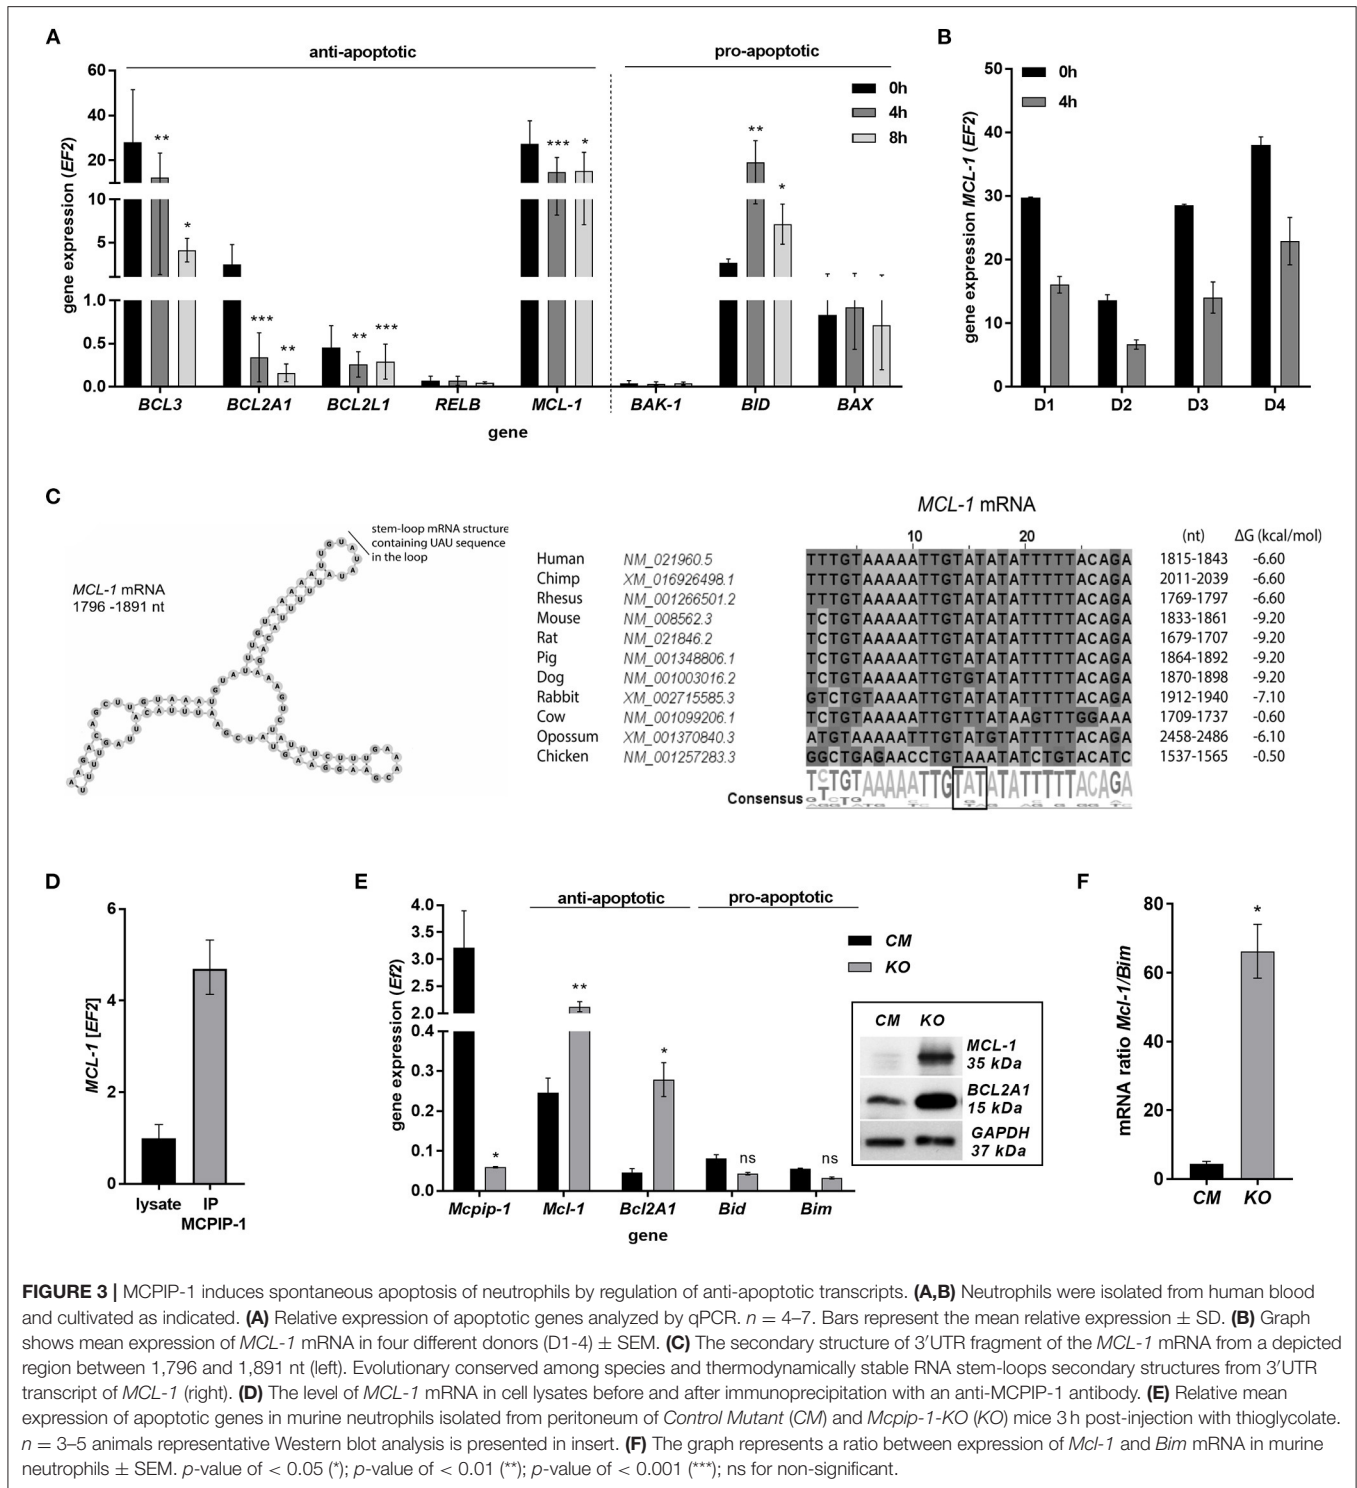 A
anti-apoptotic
pro-apoptotic
gene expression (EF2)
60
40
20
10
5
1.0
0.5
0.0
0h
4h
8h
**
*
***
**
**
***
***
*
**
*
BCL3 BCL2A1 BCL2L1 RELB MCL-1 BAK-1 BID BAX
gene
B
gene expression MCL-1 (EF2)
50
40
30
20
10
0
0h
4h
D1 D2 D3 D4
C
MCL-1 mRNA
1796 -1891 nt
stem-loop mRNA structure
containing UAU sequence
in the loop
MCL-1 mRNA
10 20 (nt) ΔG (kcal/mol)
Human NM_021960.5 TTTGTAAAAATTGTATATATTTTTACAGA 1815-1843 -6.60
Chimp XM_016926498.1 TTTGTAAAAATTGTATATATTTTTACAGA 2011-2039 -6.60
Rhesus NM_001266501.2 TTTGTAAAAATTGTATATATTTTTACAGA 1769-1797 -6.60
Mouse NM_008562.3 TCTGTAAAAATTGTATATATTTTTACAGA 1833-1861 -9.20
Rat NM_021846.2 TCTGTAAAAATTGTATATATTTTTACAGA 1679-1707 -9.20
Pig NM_001348806.1 TCTGTAAAAATTGTATATATTTTTACAGA 1864-1892 -9.20
Dog NM_001003016.2 TCTGTAAAAATTGTGTATATTTTTACAGA 1870-1898 -9.20
Rabbit XM_002715585.3 GTCTGTAAAATTGTATATATTTTTACAGA 1912-1940 -7.10
Cow NM_001099206.1 TCTGTAAAAATTGTTTATAAGTTTGGAAA 1709-1737 -0.60
Opossum XM_001370840.3 ATGTAAAAATTTGTATGTATTTTTACAGA 2458-2486 -6.10
Chicken NM_001257283.3 GGCTGAGAACCTGTAAATATCTGTACATC 1537-1565 -0.50
Consensus TCTGTAAAAATTGTATATATTTTTACAGA
D
MCL-1 [EF2]
6
4
2
0
lysate IP
MCPIP-1
E
anti-apoptotic
pro-apoptotic
gene expression (Ef2)
4.0
3.5
3.0
2.5
2.0
0.4
0.3
0.2
0.1
0.0
CM
KO
*
**
*
ns
ns
Mcpip-1 Mcl-1 Bcl2A1 Bid Bim
gene
CM KO
MCL-1
35 kDa
BCL2A1
15 kDa
GAPDH
37 kDa
F
mRNA ratio Mcl-1/Bim
80
60
40
20
0
*
CM KO
FIGURE 3 | MCPIP-1 induces spontaneous apoptosis of neutrophils by regulation of anti-apoptotic transcripts. (A,B) Neutrophils were isolated from human blood
and cultivated as indicated. (A) Relative expression of apoptotic genes analyzed by qPCR. n = 4–7. Bars represent the mean relative expression ± SD. (B) Graph
shows mean expression of MCL-1 mRNA in four different donors (D1-4) ± SEM. (C) The secondary structure of 3′UTR fragment of the MCL-1 mRNA from a depicted
region between 1,796 and 1,891 nt (left). Evolutionary conserved among species and thermodynamically stable RNA stem-loops secondary structures from 3′UTR
transcript of MCL-1 (right). (D) The level of MCL-1 mRNA in cell lysates before and after immunoprecipitation with an anti-MCPIP-1 antibody. (E) Relative mean
expression of apoptotic genes in murine neutrophils isolated from peritoneum of Control Mutant (CM) and Mcpip-1-KO (KO) mice 3 h post-injection with thioglycolate.
n = 3–5 animals representative Western blot analysis is presented in insert. (F) The graph represents a ratio between expression of Mcl-1 and Bim mRNA in murine
neutrophils ± SEM. p-value of < 0.05 (*); p-value of < 0.01 (**); p-value of < 0.001 (***); ns for non-significant.